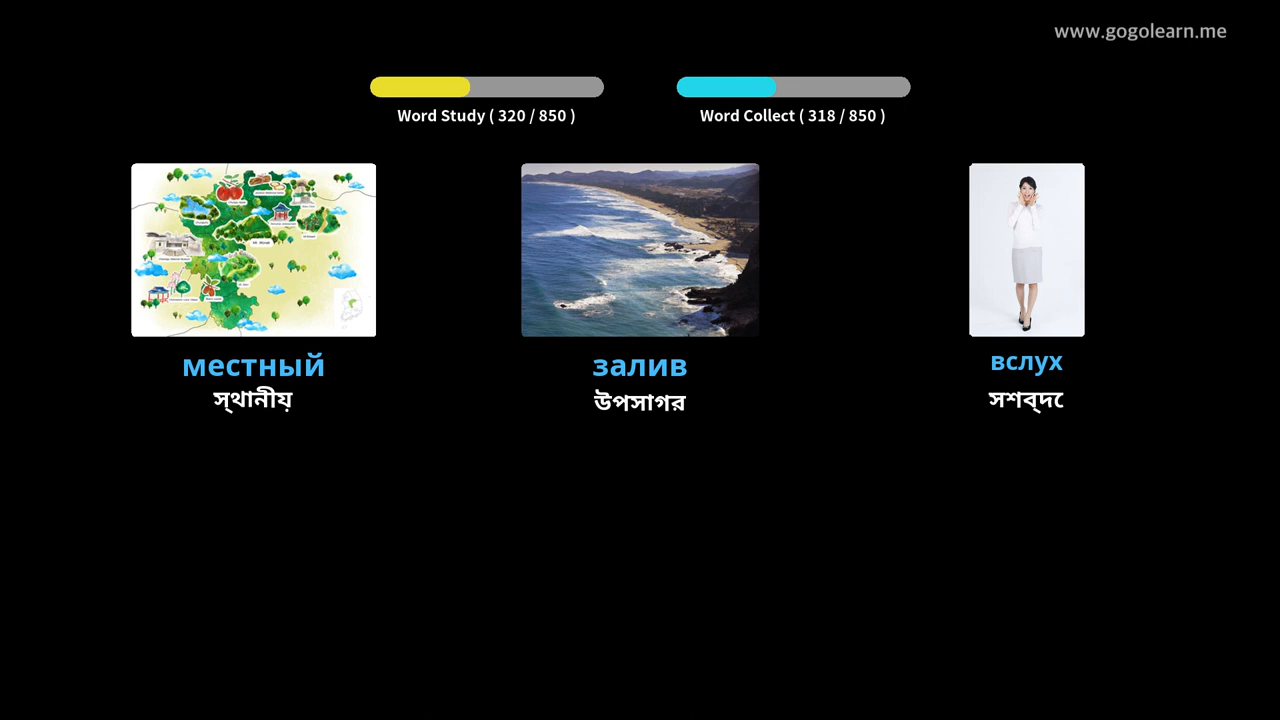 www.gogolearn.me
Word Study ( 320 / 850 )
Word Collect ( 318 / 850 )
местный
залив
вслух
স্থানীয়
উপসাগর
সশব্দে